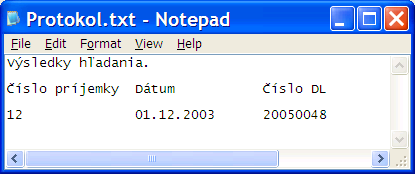 Protokol.txt - Notepad
File Edit Format View Help
Výsledky hľadania.
Číslo príjemky Dátum Číslo DL
12 01.12.2003 20050048